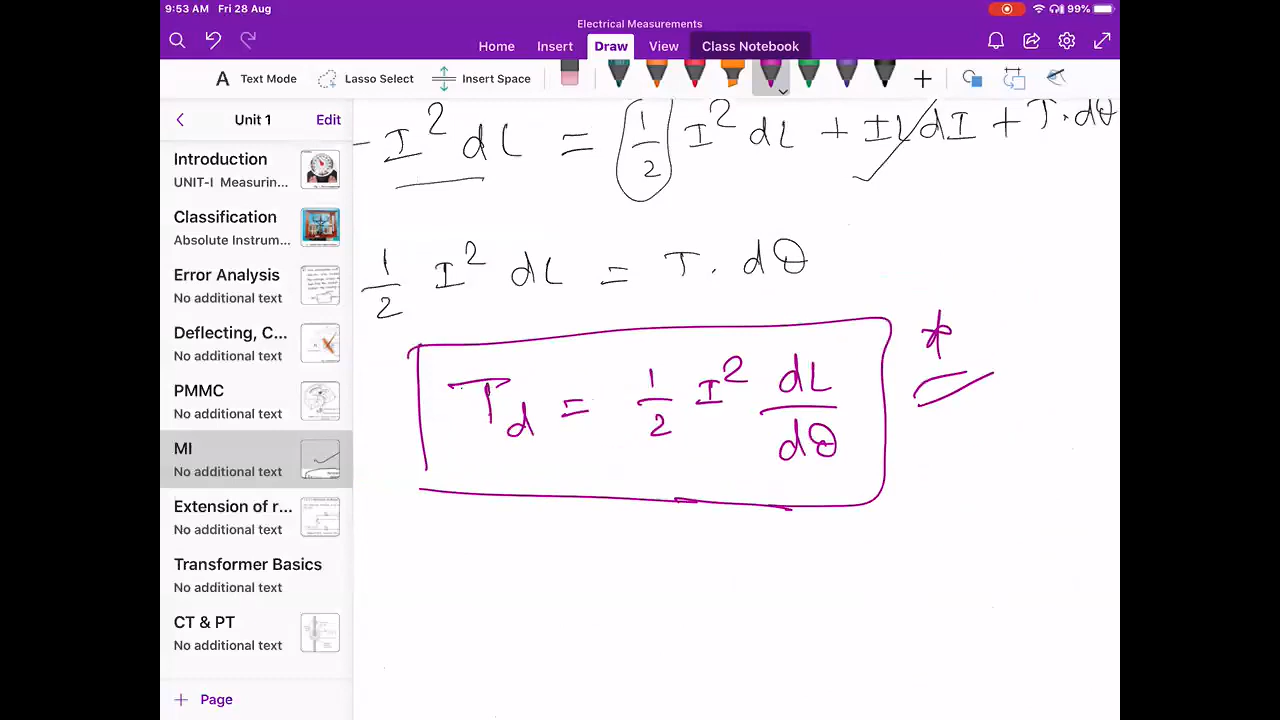 9:53 AM Fri 28 Aug
99%
Electrical Measurements
Home Insert Draw View Class Notebook
A Text Mode Lasso Select Insert Space
Unit 1 Edit
Introduction
UNIT-I Measurin...
Classification
Absolute Instrum...
Error Analysis
No additional text
Deflecting, C...
No additional text
PMMC
No additional text
MI
No additional text
Extension of r...
No additional text
Transformer Basics
No additional text
CT & PT
No additional text
+ Page
I² dL = (1/2) I² dL + IL dI + T. dθ
1/2 I² dL = T. dθ
T_d = 1/2 I² dL/dθ *